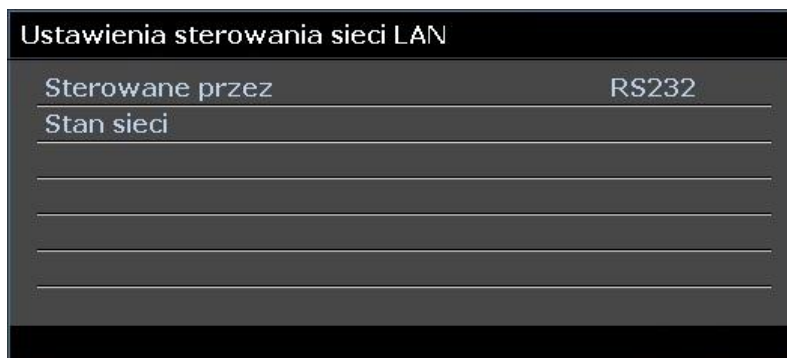 Ustawienia sterowania sieci LAN
Sterowane przez RS232
Stan sieci